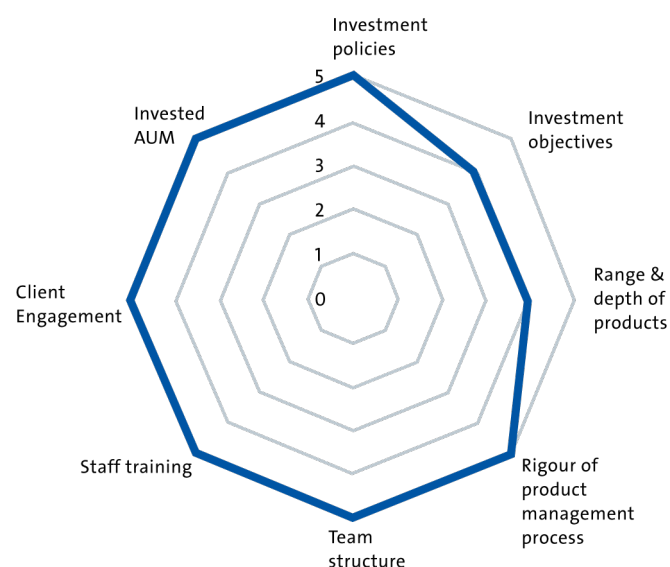 Investment
policies
5
4
3
2
1
0
Investment
objectives
Range &
depth of
products
Rigour of
product
management
process
Team
structure
Staff training
Client
Engagement
Invested
AUM